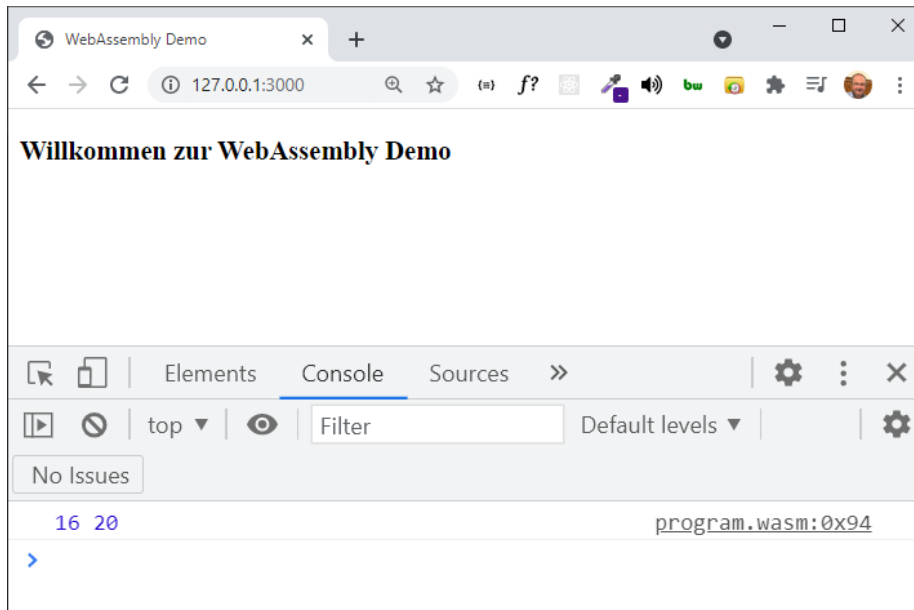 WebAssembly Demo
127.0.0.1:3000
{≡} f? bw
Willkommen zur WebAssembly Demo
Elements Console Sources
top Filter Default levels
No Issues
16 20 program.wasm:0x94